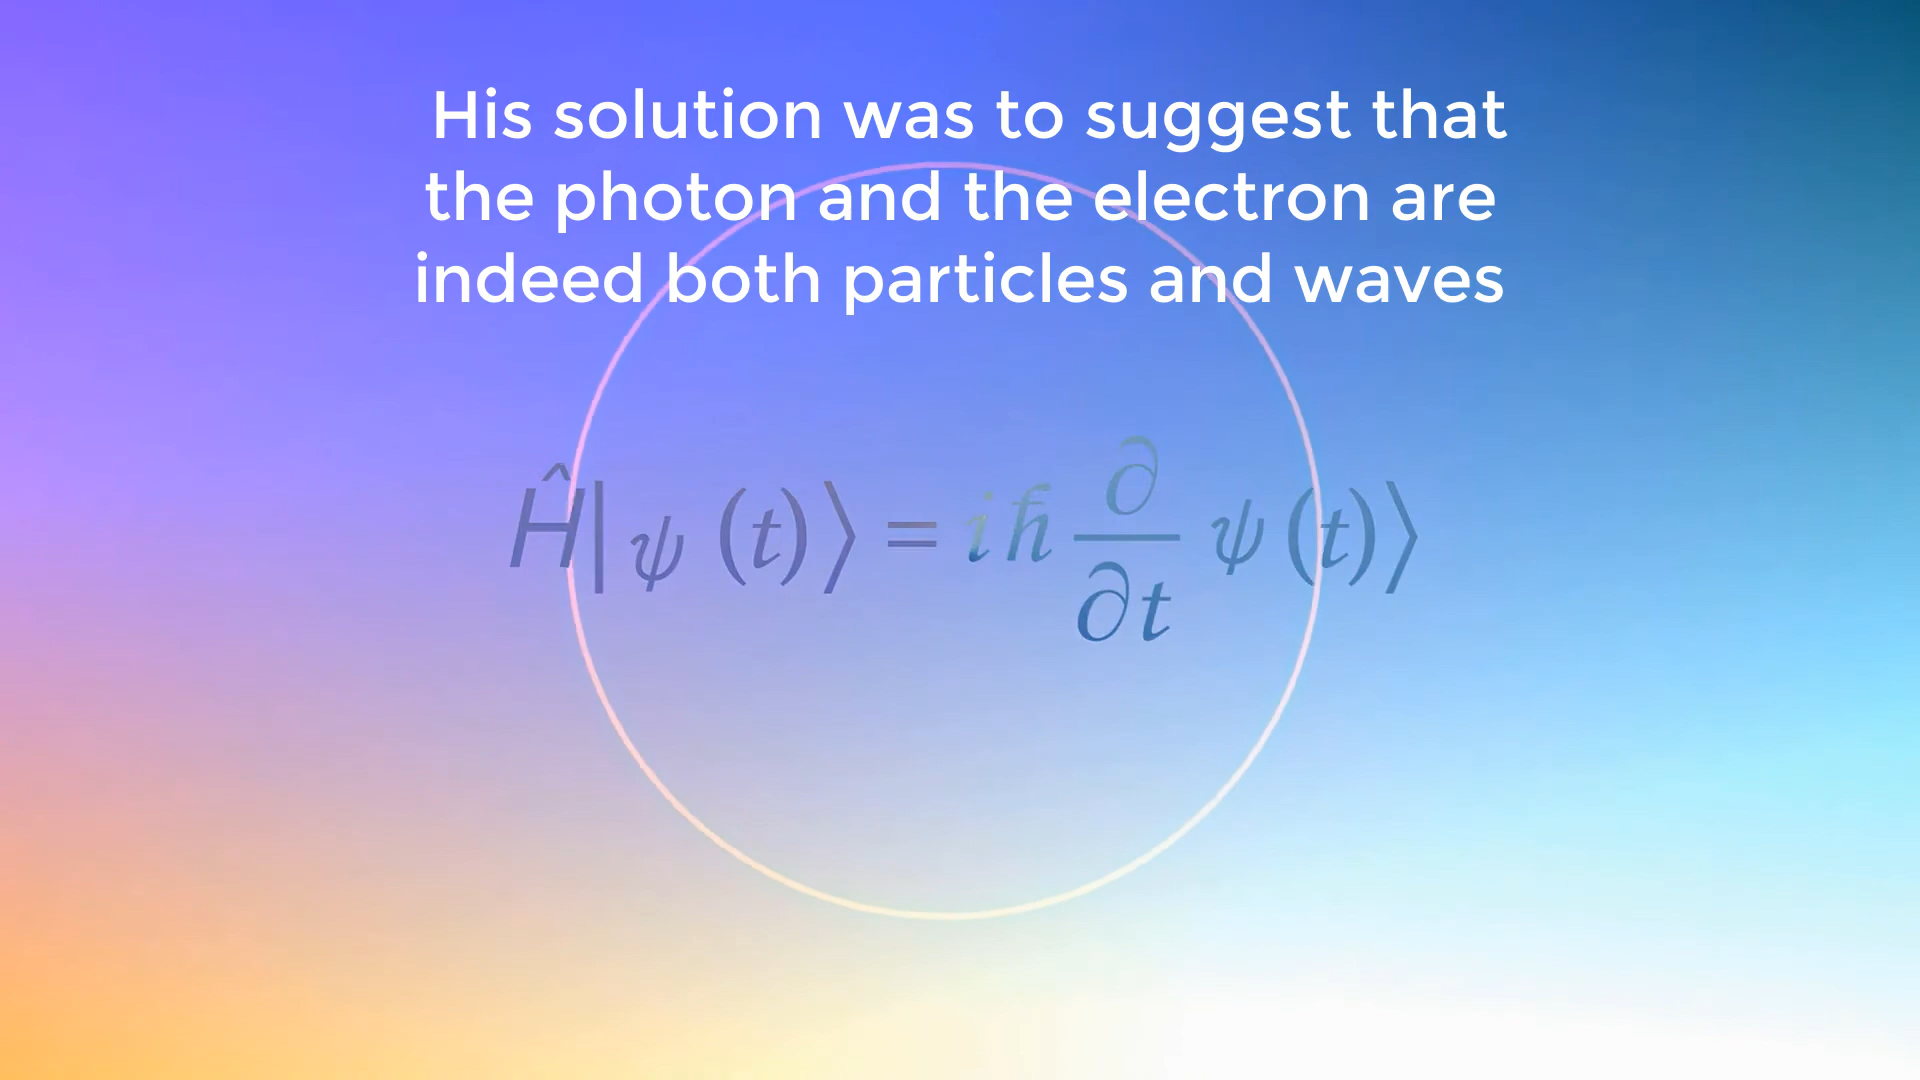 His solution was to suggest that
the photon and the electron are
indeed both particles and waves
Ĥ| ψ (t)⟩ = iℏ ∂/∂t ψ (t)⟩